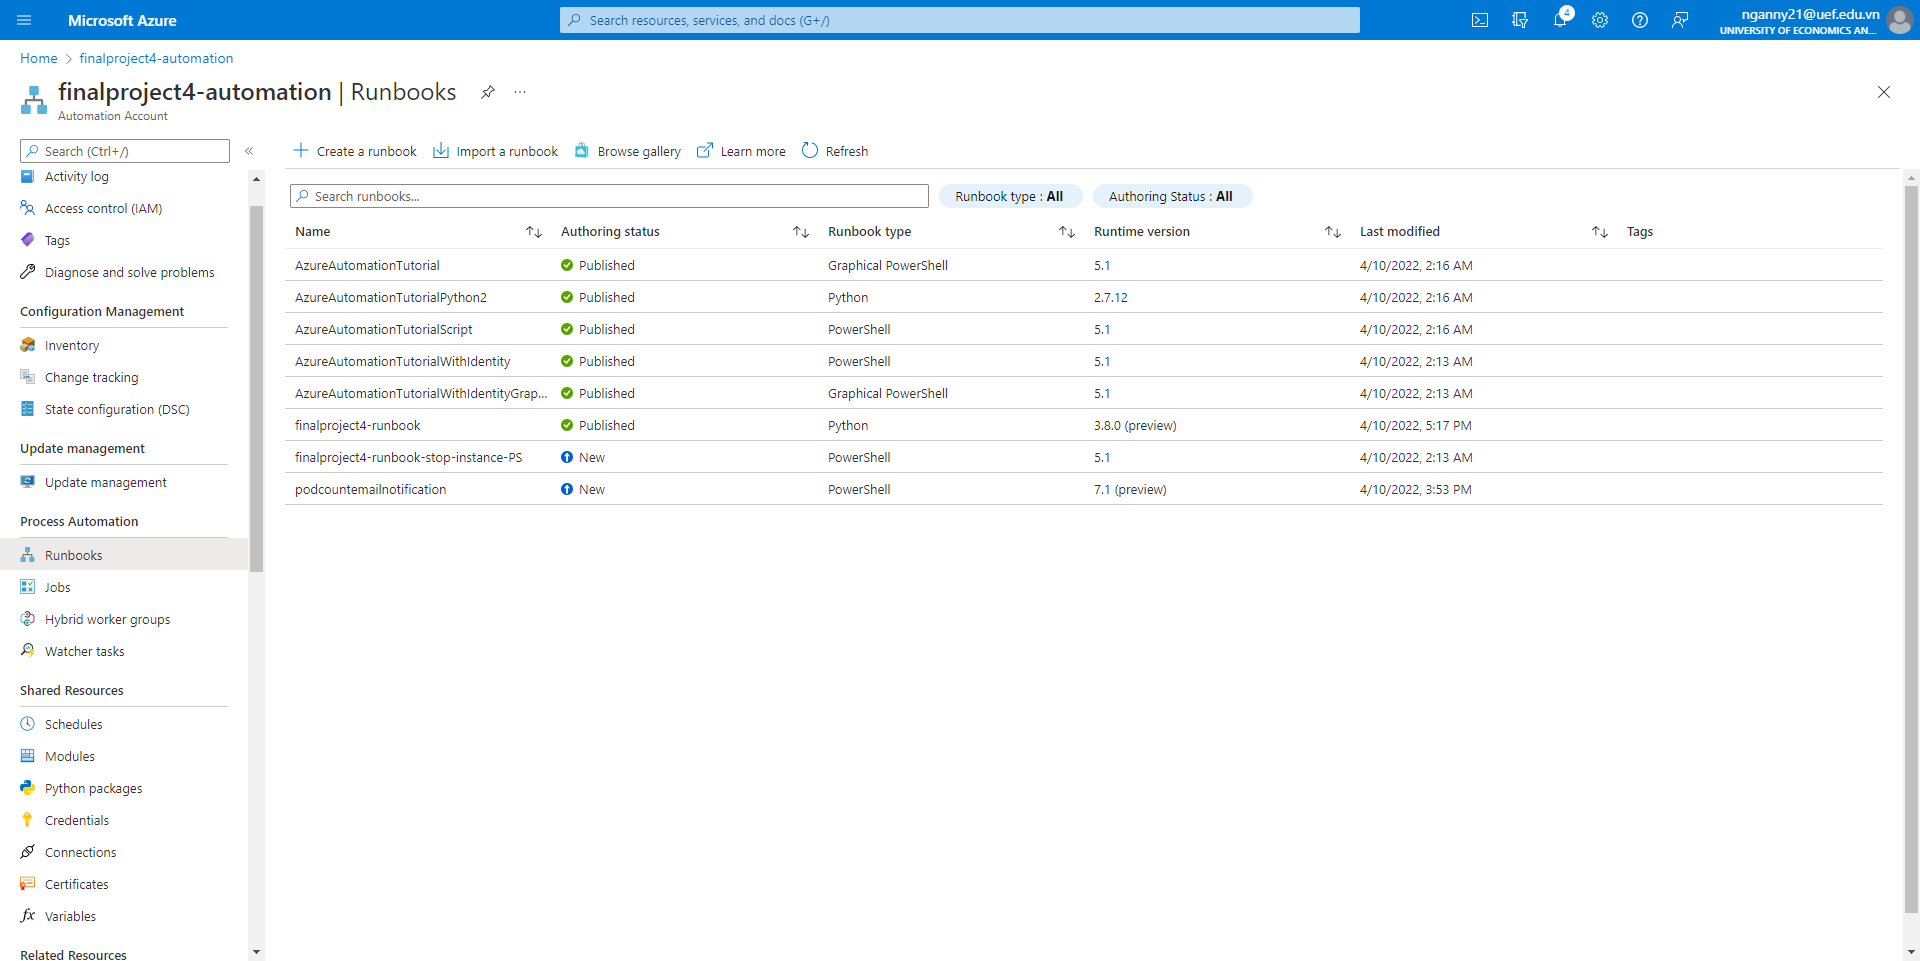 Microsoft Azure
Search resources, services, and docs (G+/)
4
nganny21@uef.edu.vn
UNIVERSITY OF ECONOMICS AN...
Home > finalproject4-automation
finalproject4-automation | Runbooks
...
Automation Account
Search (Ctrl+/)
«
Activity log
Access control (IAM)
Tags
Diagnose and solve problems
Configuration Management
Inventory
Change tracking
State configuration (DSC)
Update management
Update management
Process Automation
Runbooks
Jobs
Hybrid worker groups
Watcher tasks
Shared Resources
Schedules
Modules
Python packages
Credentials
Connections
Certificates
Variables
Related Resources
Create a runbook Import a runbook Browse gallery Learn more Refresh
Search runbooks... Runbook type : All Authoring Status : All
Name Authoring status Runbook type Runtime version Last modified Tags
AzureAutomationTutorial Published Graphical PowerShell 5.1 4/10/2022, 2:16 AM
AzureAutomationTutorialPython2 Published Python 2.7.12 4/10/2022, 2:16 AM
AzureAutomationTutorialScript Published PowerShell 5.1 4/10/2022, 2:16 AM
AzureAutomationTutorialWithIdentity Published PowerShell 5.1 4/10/2022, 2:13 AM
AzureAutomationTutorialWithIdentityGrap... Published Graphical PowerShell 5.1 4/10/2022, 2:13 AM
finalproject4-runbook Published Python 3.8.0 (preview) 4/10/2022, 5:17 PM
finalproject4-runbook-stop-instance-PS New PowerShell 5.1 4/10/2022, 2:13 AM
podcountemailnotification New PowerShell 7.1 (preview) 4/10/2022, 3:53 PM